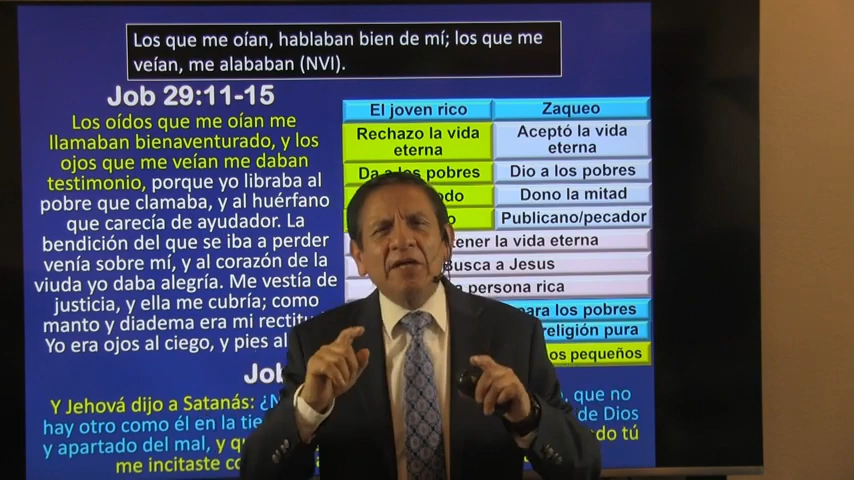 Los que me oían, hablaban bien de mí; los que me
veían, me alababan (NVI).
Job 29:11-15
Los oídos que me oían me
llamaban bienaventurado, y los
ojos que me veían me daban
testimonio, porque yo libraba al
pobre que clamaba, y al huérfano
que carecía de ayudador. La
bendición del que se iba a perder
venía sobre mí, y al corazón de la
viuda yo daba alegría. Me vestía de
justicia, y ella me cubría; como
manto y diadema era mi
Yo era ojos al ciego, y pies
El joven rico Zaqueo
Rechazo la vida
eterna
Aceptó la vida
eterna
Da los pobres Dio a los pobres
Dono la mitad
Publicano/pecador
tener la vida eterna
Busca a Jesus
persona rica
para los pobres
religión pura
os pequeños
Job
Y Jehová dijo a Satanás: que no
hay otro como él en la de Dios
y apartado del mal, y tú
me incitaste